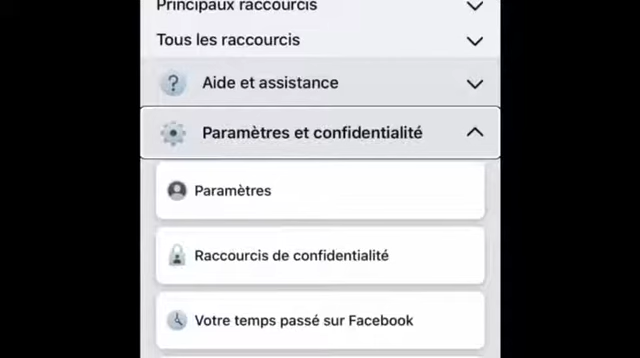 Principaux raccourcis
Tous les raccourcis
Aide et assistance
Paramètres et confidentialité
Paramètres
Raccourcis de confidentialité
Votre temps passé sur Facebook